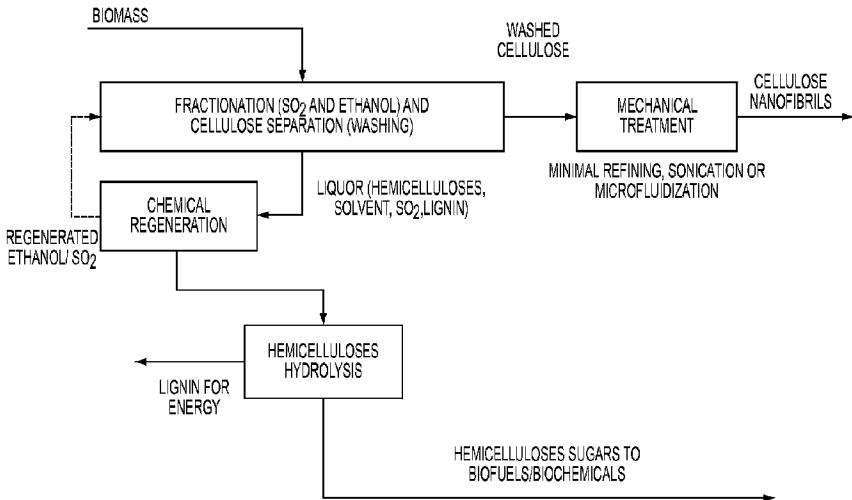 BIOMASS
WASHED
CELLULOSE
FRACTIONATION (SO2 AND ETHANOL) AND
CELLULOSE SEPARATION (WASHING)
MECHANICAL
TREATMENT
CELLULOSE
NANOFIBRILS
MINIMAL REFINING, SONICATION OR
MICROFLUIDIZATION
LIQUOR (HEMICELLULOSES,
SOLVENT, SO2,LIGNIN)
CHEMICAL
REGENERATION
REGENERATED
ETHANOL/ SO2
HEMICELLULOSES
HYDROLYSIS
LIGNIN FOR
ENERGY
HEMICELLULOSES SUGARS TO
BIOFUELS/BIOCHEMICALS